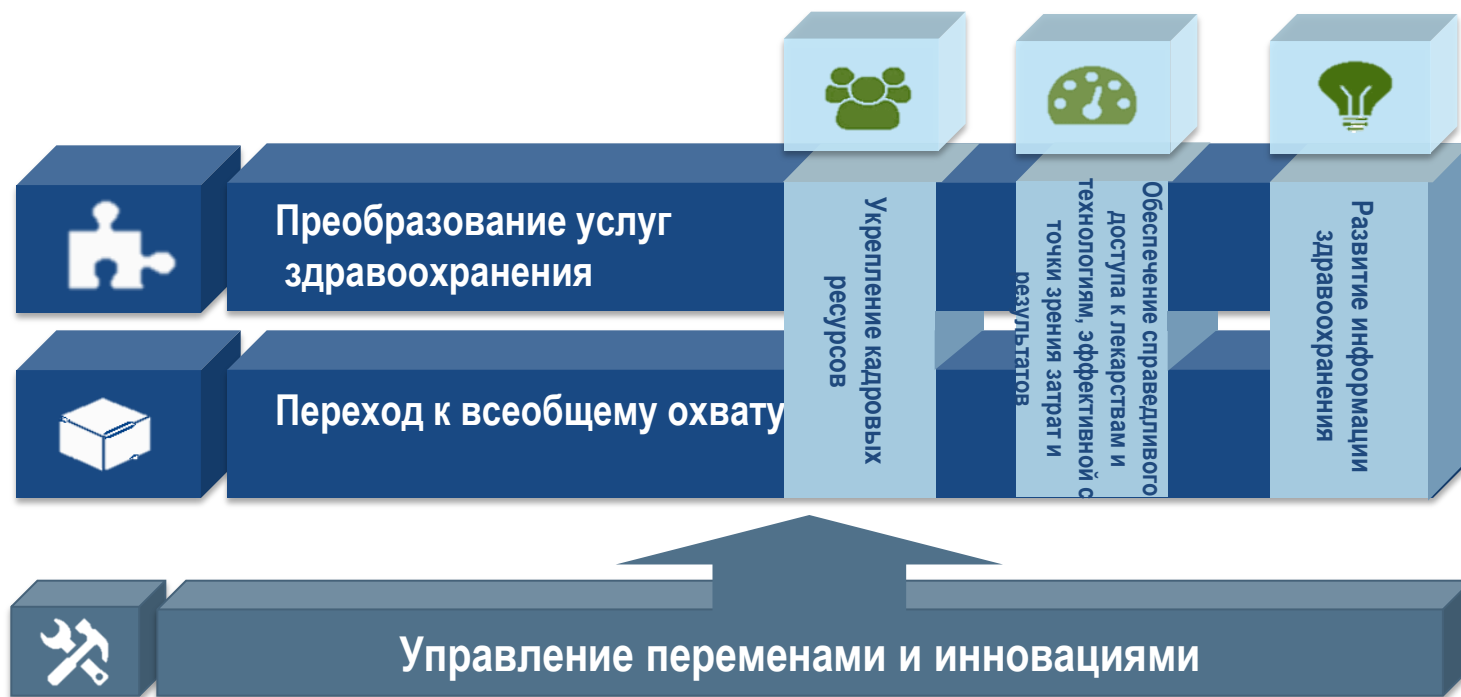 Преобразование услуг
здравоохранения
Переход к всеобщему охвату
Укрепление кадровых
ресурсов
Обеспечение справедливого
доступа к лекарствам и
технологиям, эффективной с
точки зрения затрат и
результатов
Развитие информации
здравоохранения
Управление переменами и инновациями